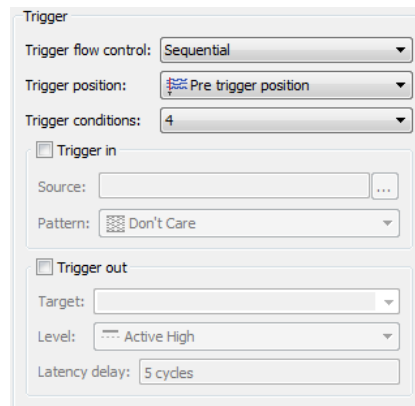 Trigger
Trigger flow control: Sequential
Trigger position: Pre trigger position
Trigger conditions: 4
Trigger in
Source: ...
Pattern: Don't Care
Trigger out
Target:
Level: Active High
Latency delay: 5 cycles